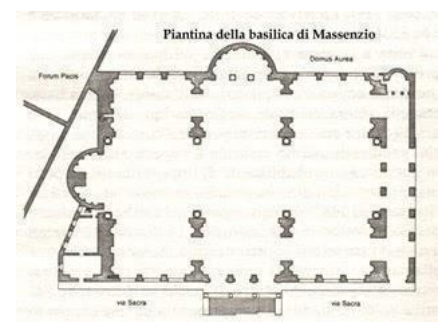 Piantina della basilica di Massenzio
Domus Aurea
Forum Pacis
via Sacra
via Sacra